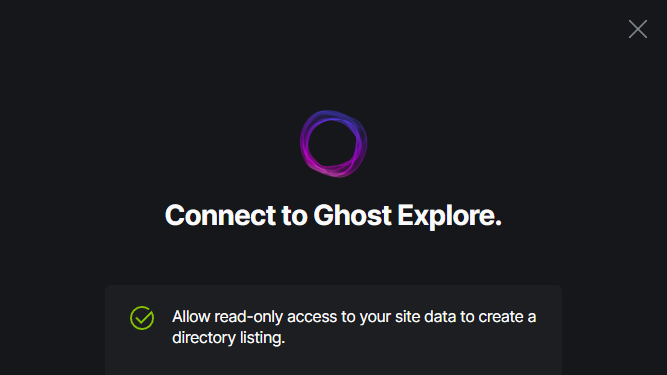 Connect to Ghost Explore.
Allow read-only access to your site data to create a
directory listing.